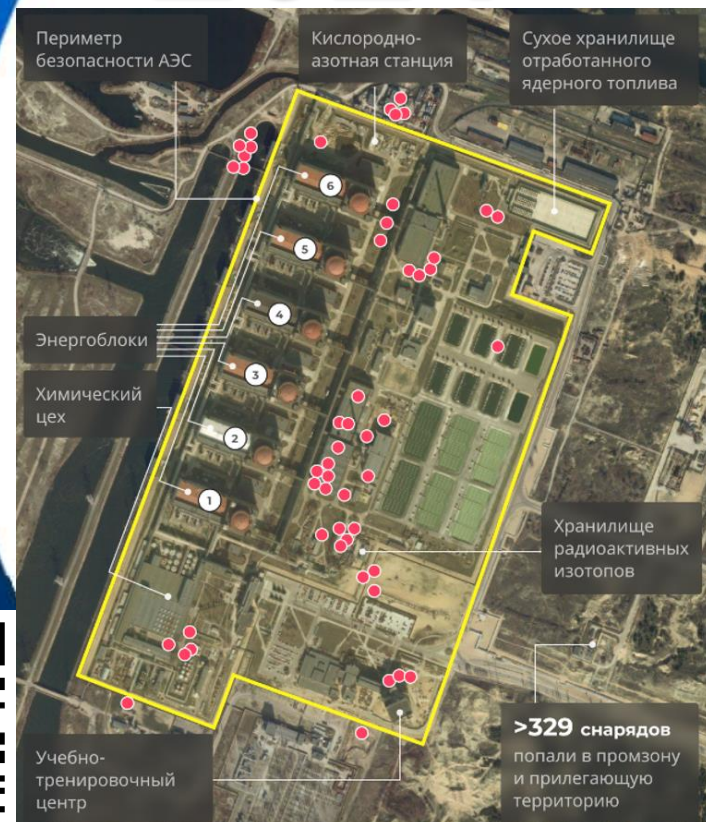 Периметр
безопасности АЭС
Кислородно-
азотная станция
Сухое хранилище
отработанного
ядерного топлива
6
5
4
Энергоблоки
3
Химический
цех
2
1
Хранилище
радиоактивных
изотопов
>329 снарядов
попали в промзону
и прилегающую
территорию
Учебно-
тренировочный
центр